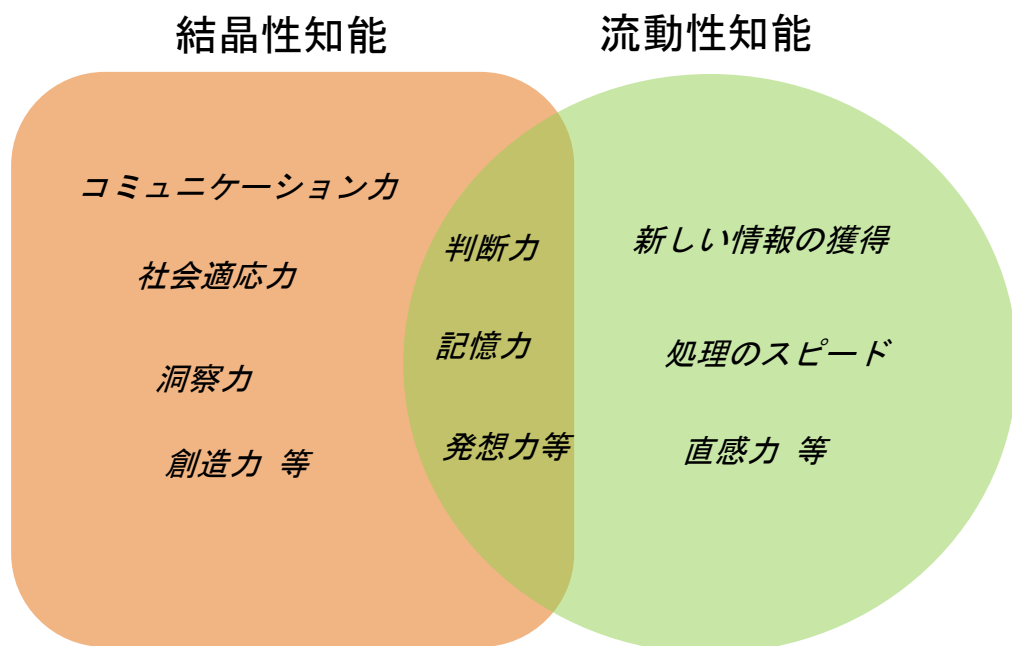 結晶性知能
流動性知能
コミュニケーション力
社会適応力
洞察力
創造力 等
判断力
記憶力
発想力等
新しい情報の獲得
処理のスピード
直感力 等